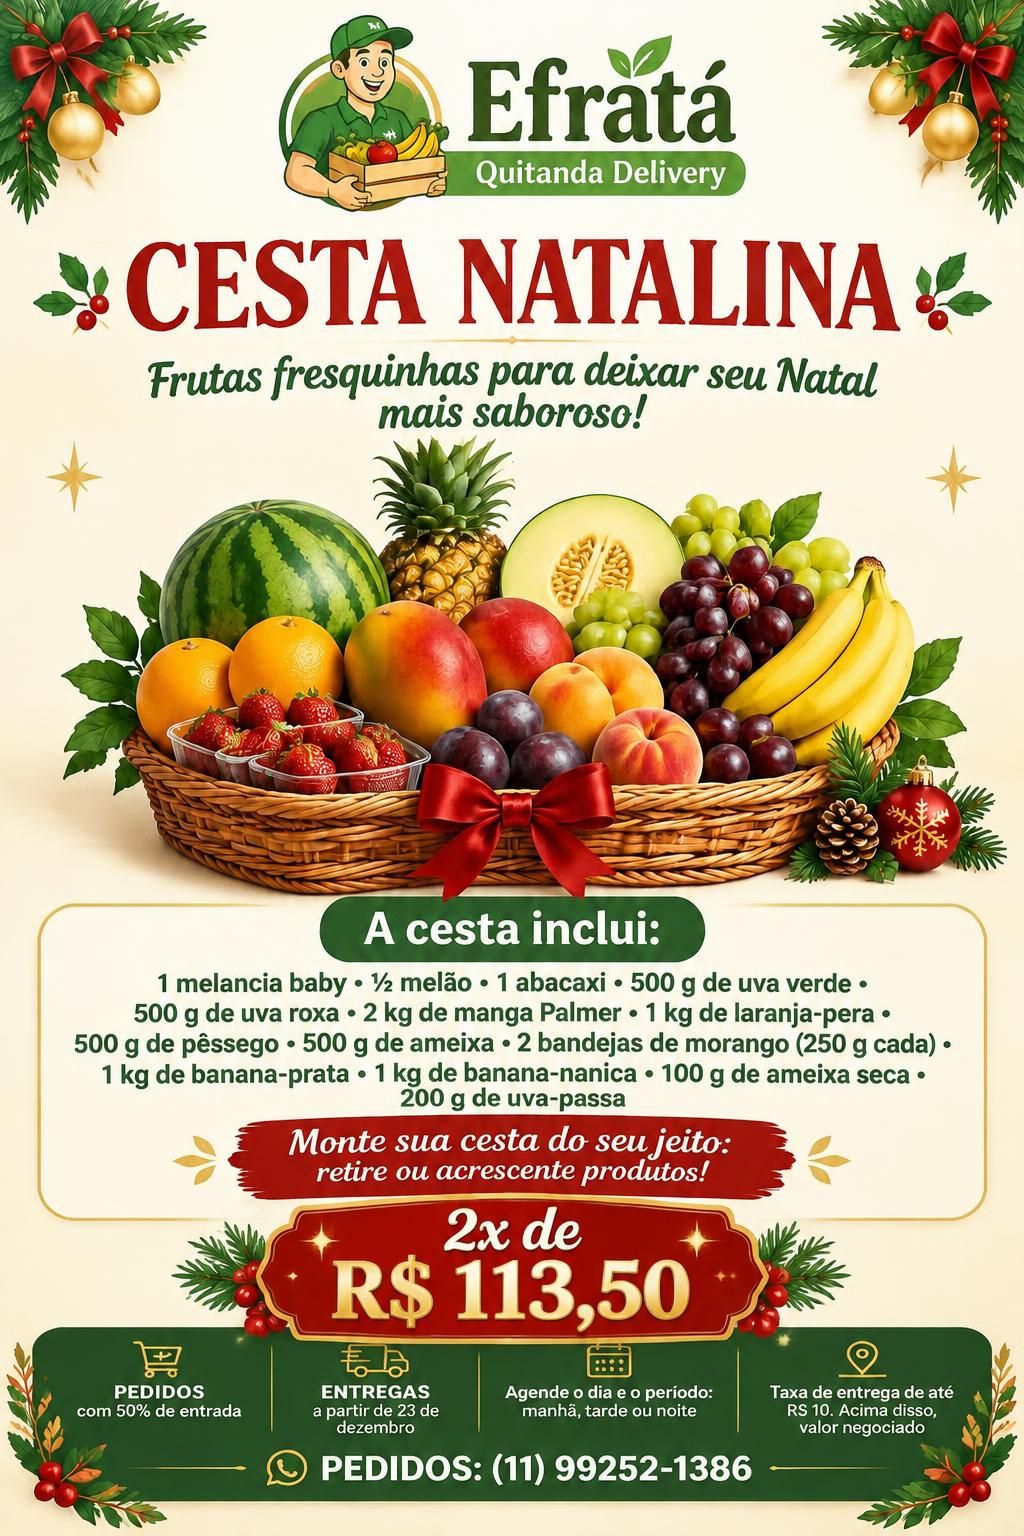 Efratá
Quitanda Delivery
CESTA NATALINA
Frutas fresquinhas para deixar seu Natal
mais saboroso!
A cesta inclui:
1 melancia baby • ½ melão • 1 abacaxi • 500 g de uva verde •
500 g de uva roxa • 2 kg de manga Palmer • 1 kg de laranja-pera •
500 g de pêssego • 500 g de ameixa • 2 bandejas de morango (250 g cada) •
1 kg de banana-prata • 1 kg de banana-nanica • 100 g de ameixa seca •
200 g de uva-passa
Monte sua cesta do seu jeito:
retire ou acrescente produtos!
2x de
R$ 113,50
PEDIDOS
com 50% de entrada
ENTREGAS
a partir de 23 de
dezembro
Agende o dia e o período:
manhã, tarde ou noite
Taxa de entrega de até
RS 10. Acima disso,
valor negociado
PEDIDOS: (11) 99252-1386